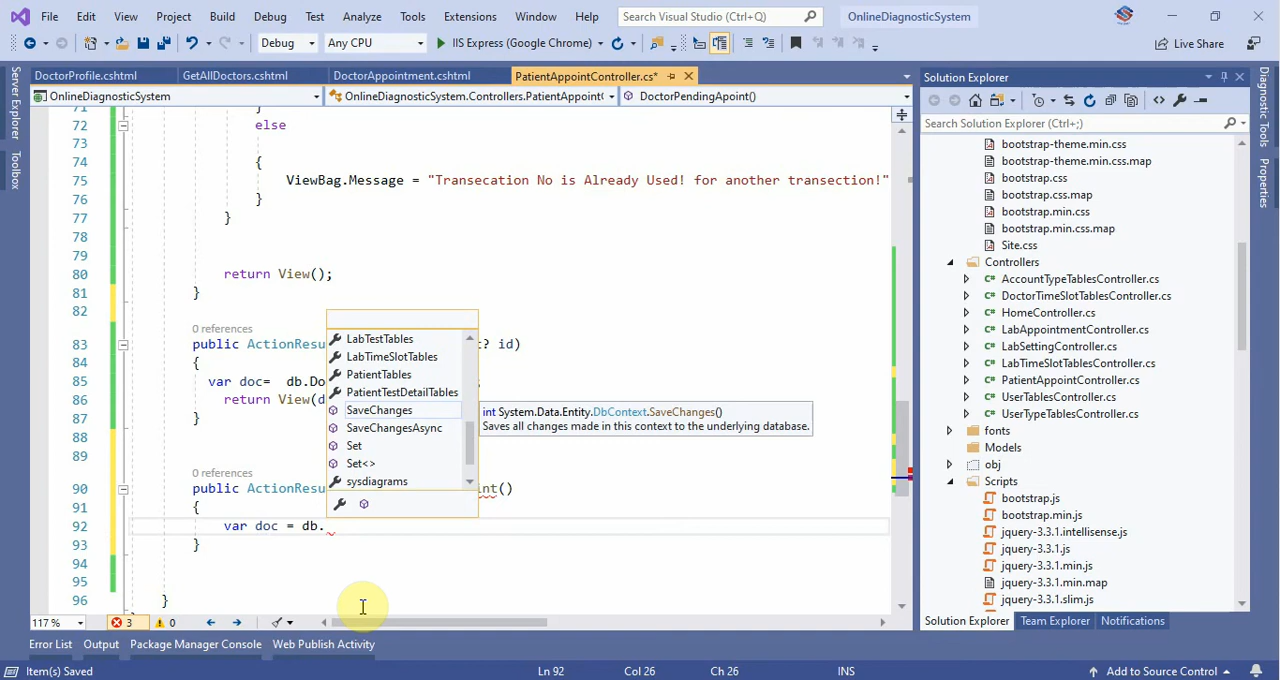 File Edit View Project Build Debug Test Analyze Tools Extensions Window Help Search Visual Studio (Ctrl+Q) OnlineDiagnosticSystem
Debug Any CPU IIS Express (Google Chrome) Live Share
Server Explorer
Toolbox
DoctorProfile.cshtml GetAllDoctors.cshtml DoctorAppointment.cshtml PatientAppointController.cs*
OnlineDiagnosticSystem OnlineDiagnosticSystem.Controllers.PatientAppoint DoctorPendingApoint()
71 }
72 else
73
74 {
75 ViewBag.Message = "Transecation No is Already Used! for another transection!"
76 }
77 }
78
79
80 return View();
81 }
82
0 references
83 public ActionResu t? id)
84 {
85 var doc= db.Do ;
86 return View(d
87 }
88
89
0 references
90 public ActionResu int()
91 {
92 var doc = db.
93 }
94
95
96 }
LabTestTables
LabTimeSlotTables
PatientTables
PatientTestDetailTables
SaveChanges
SaveChangesAsync
Set
Set<>
sysdiagrams
int System.Data.Entity.DbContext.SaveChanges()
Saves all changes made in this context to the underlying database.
117 % 3 0
Error List Output Package Manager Console Web Publish Activity
Item(s) Saved Ln 92 Col 26 Ch 26 INS Add to Source Control
Solution Explorer
Search Solution Explorer (Ctrl+;)
bootstrap-theme.min.css
bootstrap-theme.min.css.map
bootstrap.css
bootstrap.css.map
bootstrap.min.css
bootstrap.min.css.map
Site.css
Controllers
C# AccountTypeTablesController.cs
C# DoctorTimeSlotTablesController.cs
C# HomeController.cs
C# LabAppointmentController.cs
C# LabSettingController.cs
C# LabTimeSlotTablesController.cs
C# PatientAppointController.cs
C# UserTablesController.cs
C# UserTypeTablesController.cs
fonts
Models
obj
Scripts
bootstrap.js
bootstrap.min.js
jquery-3.3.1.intellisense.js
jquery-3.3.1.js
jquery-3.3.1.min.js
jquery-3.3.1.min.map
jquery-3.3.1.slim.js
Solution Explorer Team Explorer Notifications
Diagnostic Tools
Properties